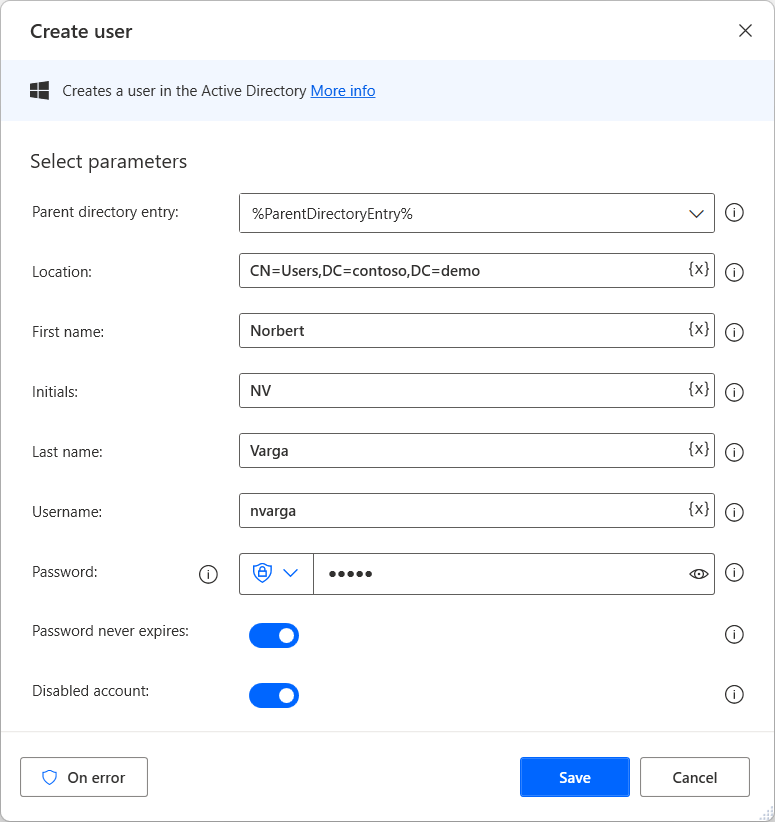 Create user
Creates a user in the Active Directory More info
Select parameters
Parent directory entry: %ParentDirectoryEntry%
Location: CN=Users,DC=contoso,DC=demo {x}
First name: Norbert {x}
Initials: NV {x}
Last name: Varga {x}
Username: nvarga {x}
Password: •••••
Password never expires:
Disabled account:
On error Save Cancel